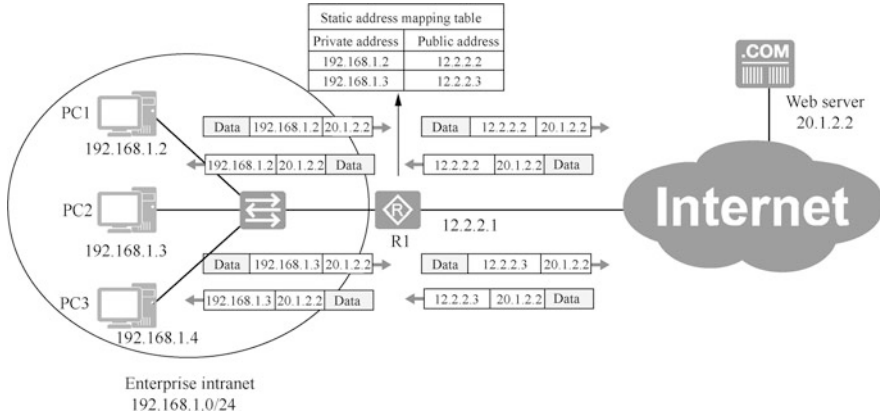 Static address mapping table
Private address Public address
192.168.1.2 12.2.2.2
192.168.1.3 12.2.2.3
.COM
Web server
20.1.2.2
PC1
192.168.1.2
Data 192.168.1.2 20.1.2.2
Data 12.2.2.2 20.1.2.2
192.168.1.2 20.1.2.2 Data
12.2.2.2 20.1.2.2 Data
PC2
192.168.1.3
R
R1
12.2.2.1
Internet
Data 192.168.1.3 20.1.2.2
Data 12.2.2.3 20.1.2.2
PC3
192.168.1.4
192.168.1.3 20.1.2.2 Data
12.2.2.3 20.1.2.2 Data
Enterprise intranet
192.168.1.0/24